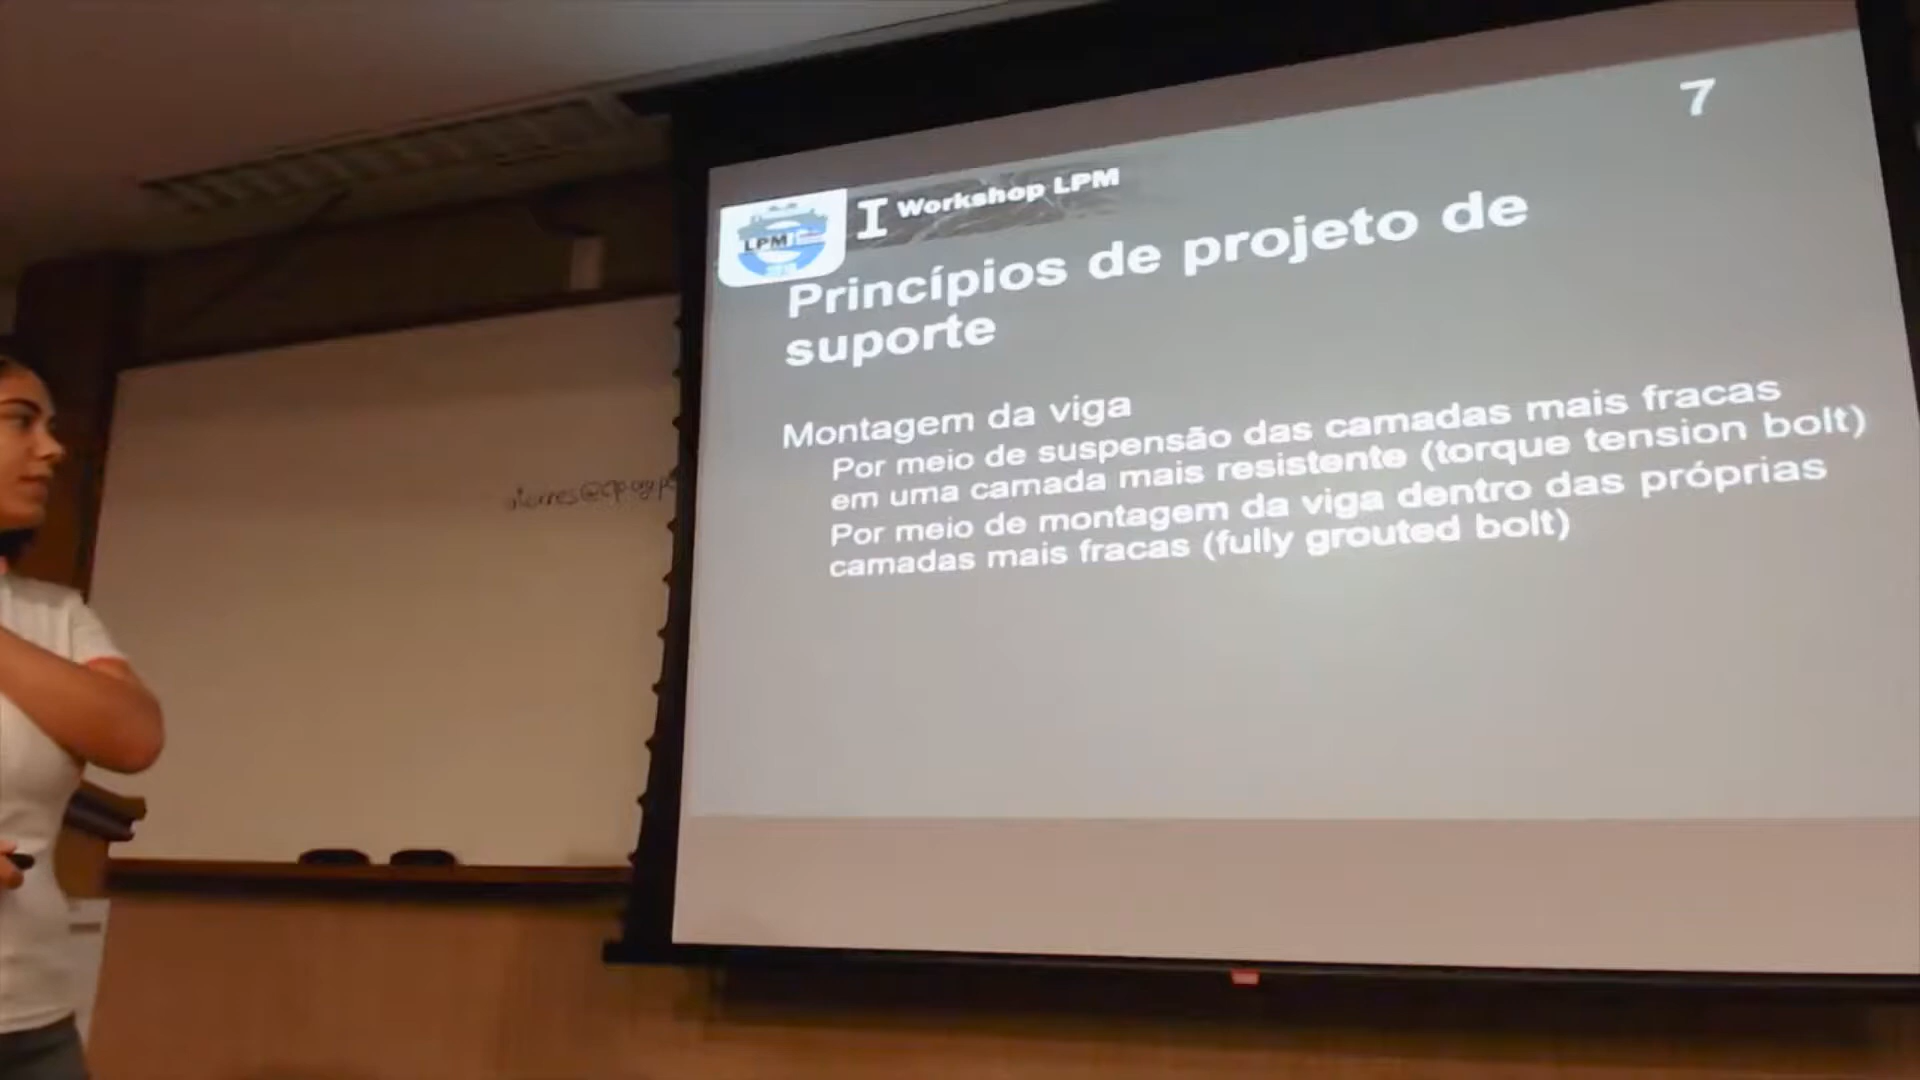 7
I Workshop LPM
LPM
Princípios de projeto de
suporte
Montagem da viga
Por meio de suspensão das camadas mais fracas
em uma camada mais resistente (torque tension bolt)
Por meio de montagem da viga dentro das próprias
camadas mais fracas (fully grouted bolt)